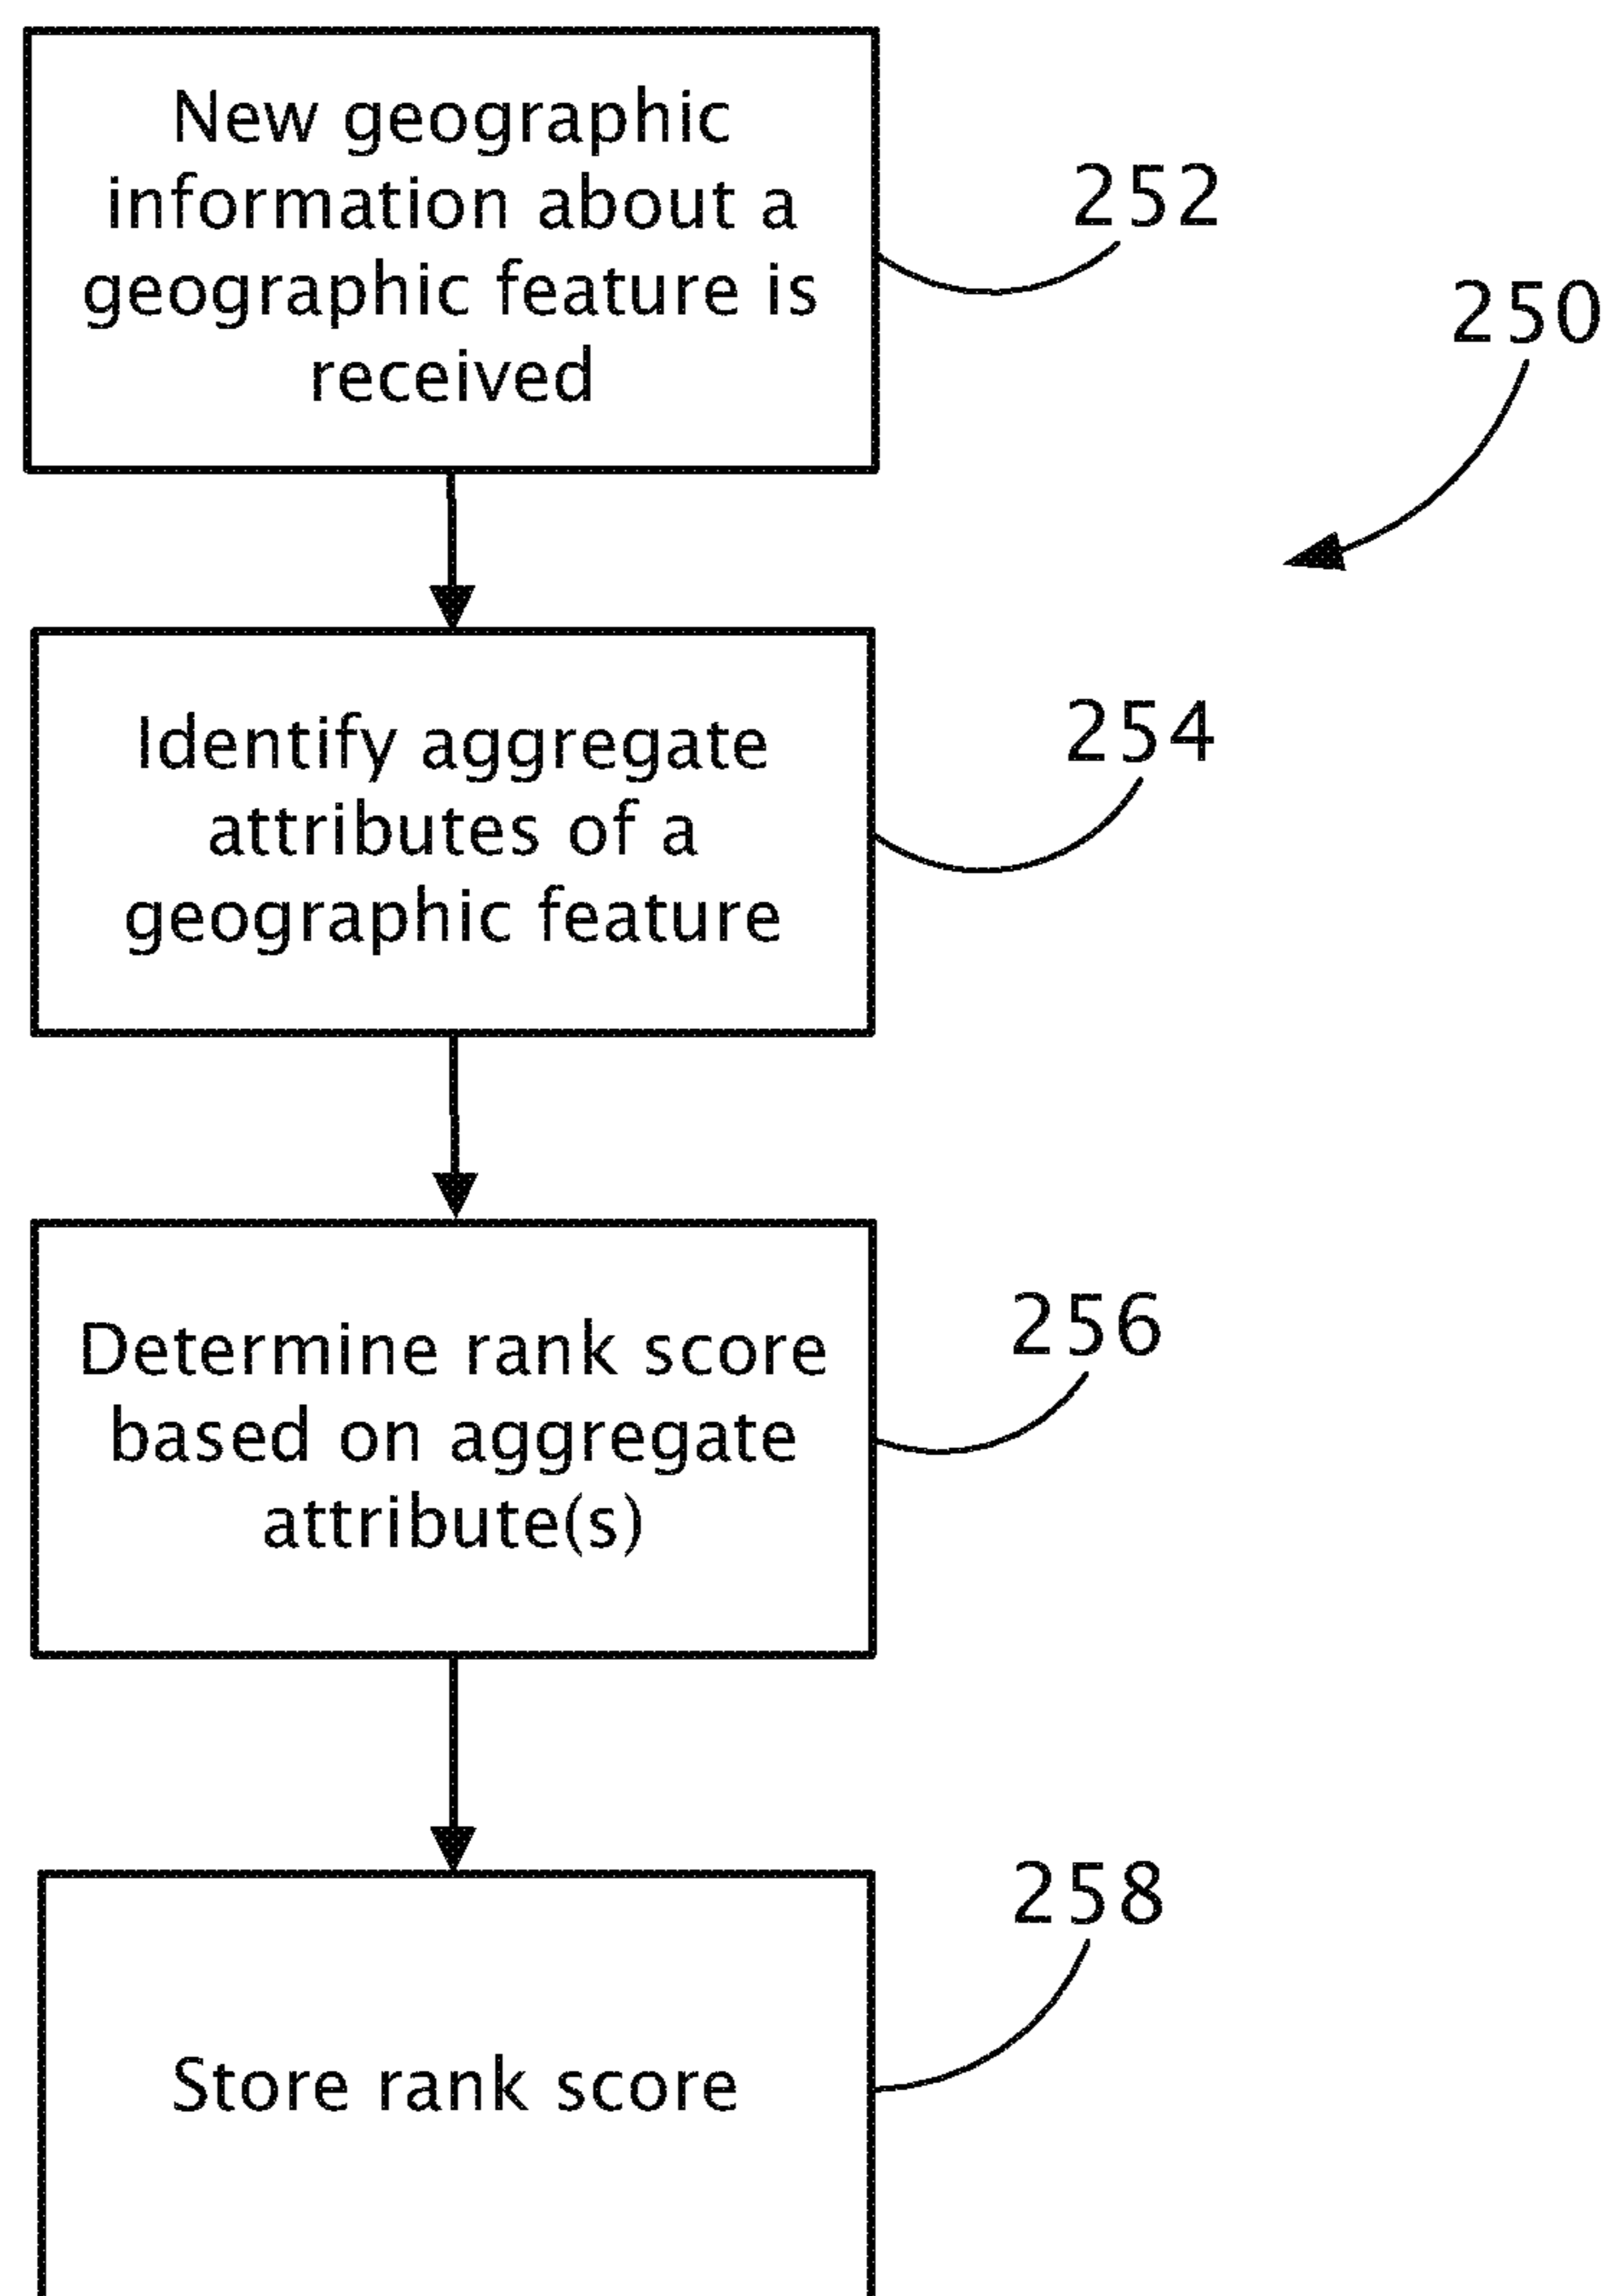 New geographic
information about a
geographic feature is
received
252
250
Identify aggregate
attributes of a
geographic feature
254
Determine rank score
based on aggregate
attribute(s)
256
Store rank score
258